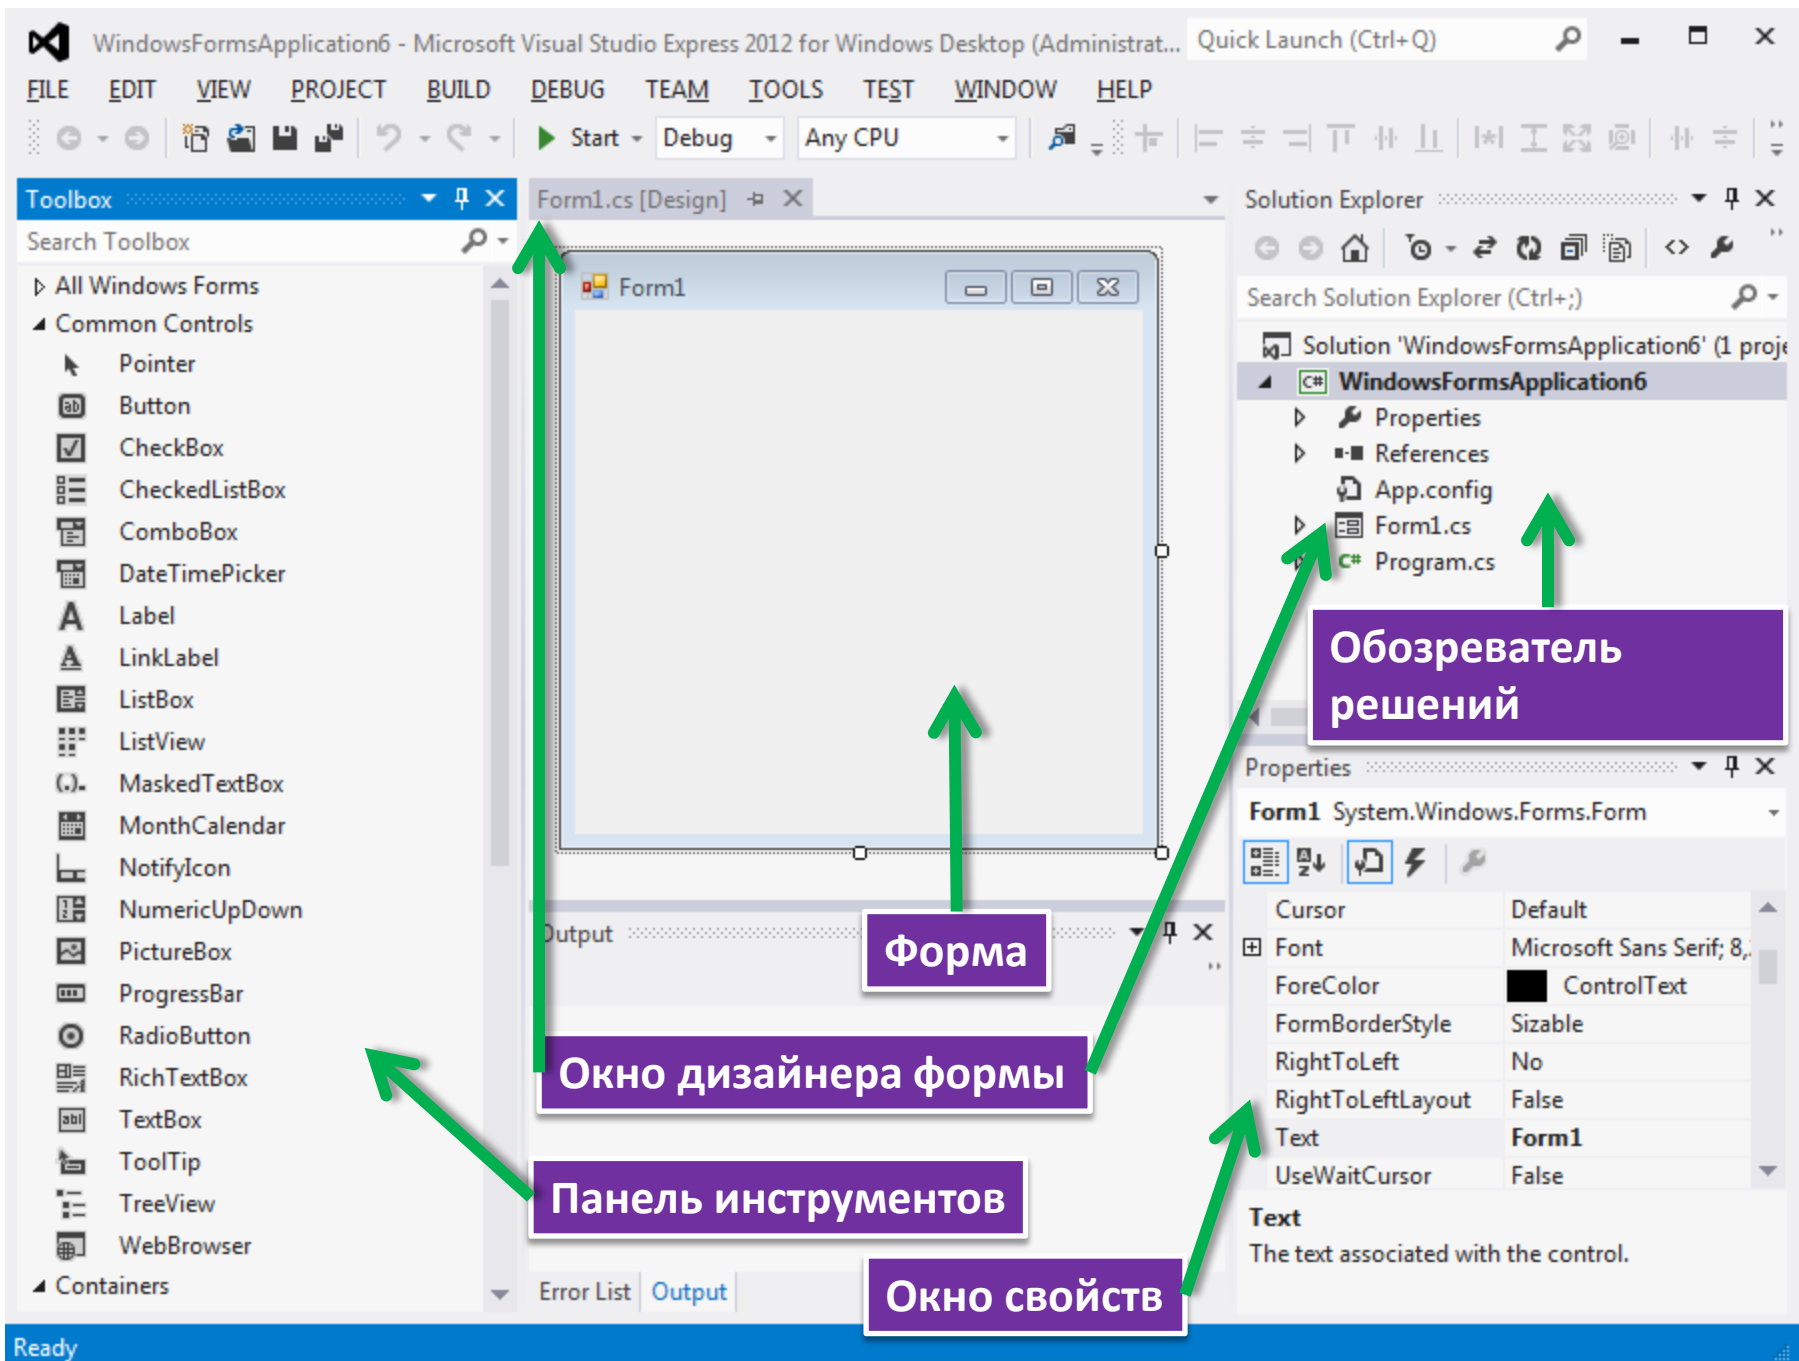 WindowsFormsApplication6 - Microsoft Visual Studio Express 2012 for Windows Desktop (Administrat...
Quick Launch (Ctrl+Q)
FILE EDIT VIEW PROJECT BUILD DEBUG TEAM TOOLS TEST WINDOW HELP
Start Debug Any CPU
Toolbox
Search Toolbox
All Windows Forms
Common Controls
Pointer
Button
CheckBox
CheckedListBox
ComboBox
DateTimePicker
Label
LinkLabel
ListBox
ListView
MaskedTextBox
MonthCalendar
NotifyIcon
NumericUpDown
PictureBox
ProgressBar
RadioButton
RichTextBox
TextBox
ToolTip
TreeView
WebBrowser
Containers
Form1.cs [Design]
Form1
Форма
Output
Окно дизайнера формы
Панель инструментов
Error List Output
Окно свойств
Solution Explorer
Search Solution Explorer (Ctrl+;)
Solution 'WindowsFormsApplication6' (1 proje
WindowsFormsApplication6
Properties
References
App.config
Form1.cs
Program.cs
Обозреватель
решений
Properties
Form1 System.Windows.Forms.Form
Cursor Default
Font Microsoft Sans Serif; 8,
ForeColor ControlText
FormBorderStyle Sizable
RightToLeft No
RightToLeftLayout False
Text Form1
UseWaitCursor False
Text
The text associated with the control.
Ready